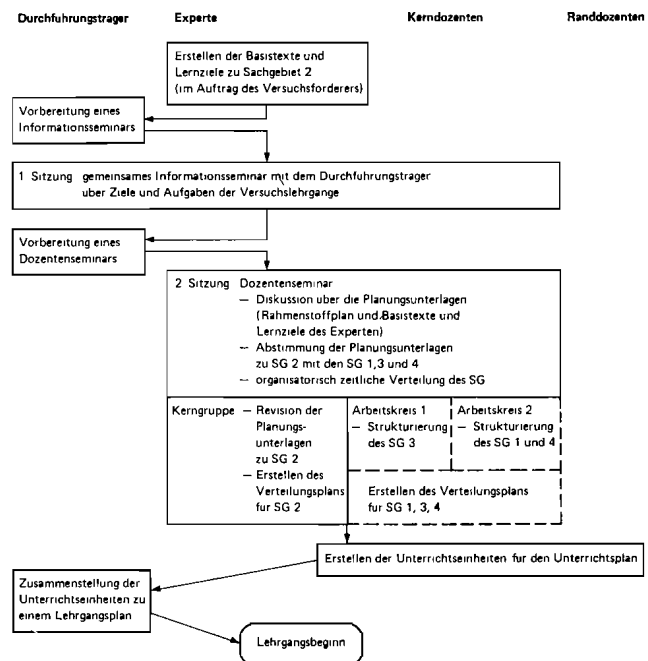 Durchfuhrungstrager Experte Kerndozenten Randdozenten
Erstellen der Basistexte und
Lernziele zu Sachgebiet 2
(im Auftrag des Versuchsforderers)
Vorbereitung eines
Informationsseminars
1 Sitzung gemeinsames Informationsseminar mit dem Durchfuhrungstrager
uber Ziele und Aufgaben der Versuchslehrgange
Vorbereitung eines
Dozentenseminars
2 Sitzung Dozentenseminar
— Diskussion uber die Planungsunterlagen
(Rahmenstoffplan und Basistexte und
Lernziele des Experten)
— Abstimmung der Planungsunterlagen
zu SG 2 mit den SG 1,3 und 4
— organisatorisch zeitliche Verteilung des SG
Kerngruppe — Revision der
Planungs-
unterlagen
zu SG 2
— Erstellen des
Verteilungsplans
fur SG 2
Arbeitskreis 1
— Strukturierung
des SG 3
Arbeitskreis 2
— Strukturierung
des SG 1 und 4
Erstellen des Verteilungsplans
fur SG 1, 3, 4
Erstellen der Unterrichtseinheiten fur den Unterrichtsplan
Zusammenstellung der
Unterrichtseinheiten zu
einem Lehrgangsplan
Lehrgangsbeginn